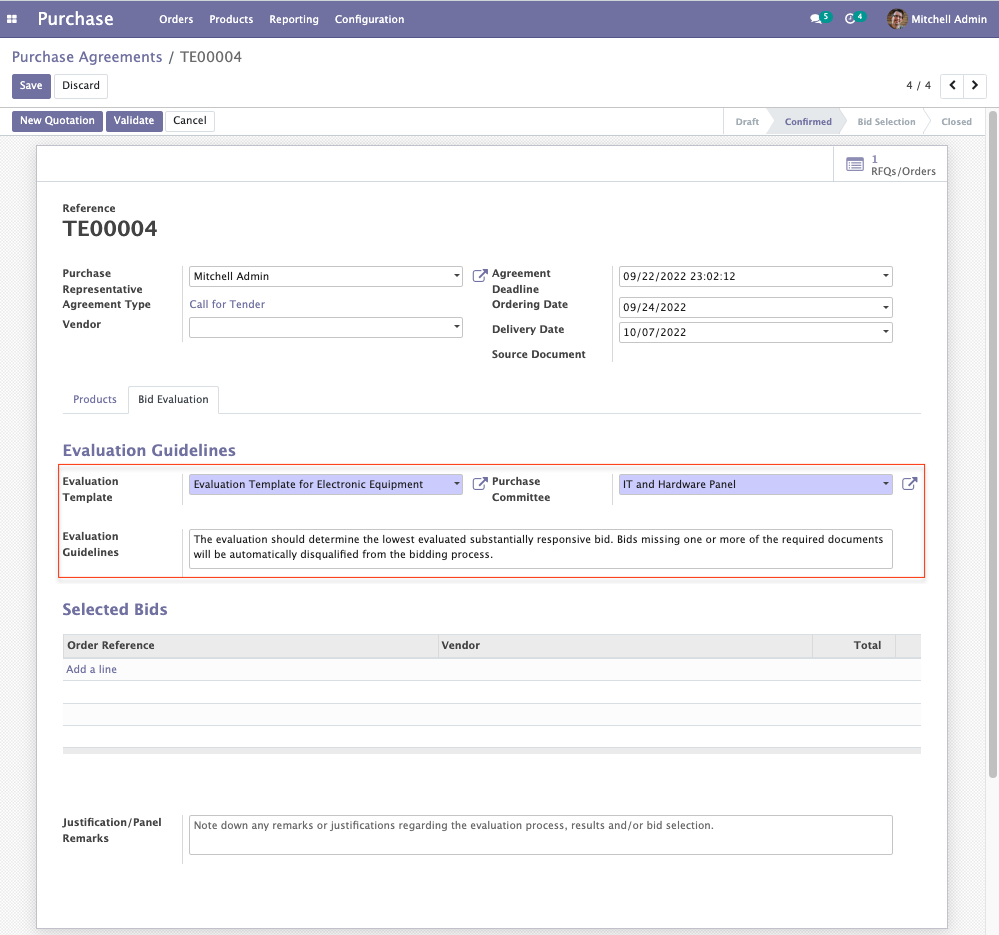 Purchase Orders Products Reporting Configuration 5 4 Mitchell Admin
Purchase Agreements / TE00004
Save Discard 4 / 4
New Quotation Validate Cancel Draft Confirmed Bid Selection Closed
1
RFQs/Orders
Reference
TE00004
Purchase
Representative
Mitchell Admin
Agreement Type
Call for Tender
Vendor
Agreement
Deadline
09/22/2022 23:02:12
Ordering Date
09/24/2022
Delivery Date
10/07/2022
Source Document
Products Bid Evaluation
Evaluation Guidelines
Evaluation
Template
Evaluation Template for Electronic Equipment
Purchase
Committee
IT and Hardware Panel
Evaluation
Guidelines
The evaluation should determine the lowest evaluated substantially responsive bid. Bids missing one or more of the required documents
will be automatically disqualified from the bidding process.
Selected Bids
Order Reference Vendor Total
Add a line
Justification/Panel
Remarks
Note down any remarks or justifications regarding the evaluation process, results and/or bid selection.